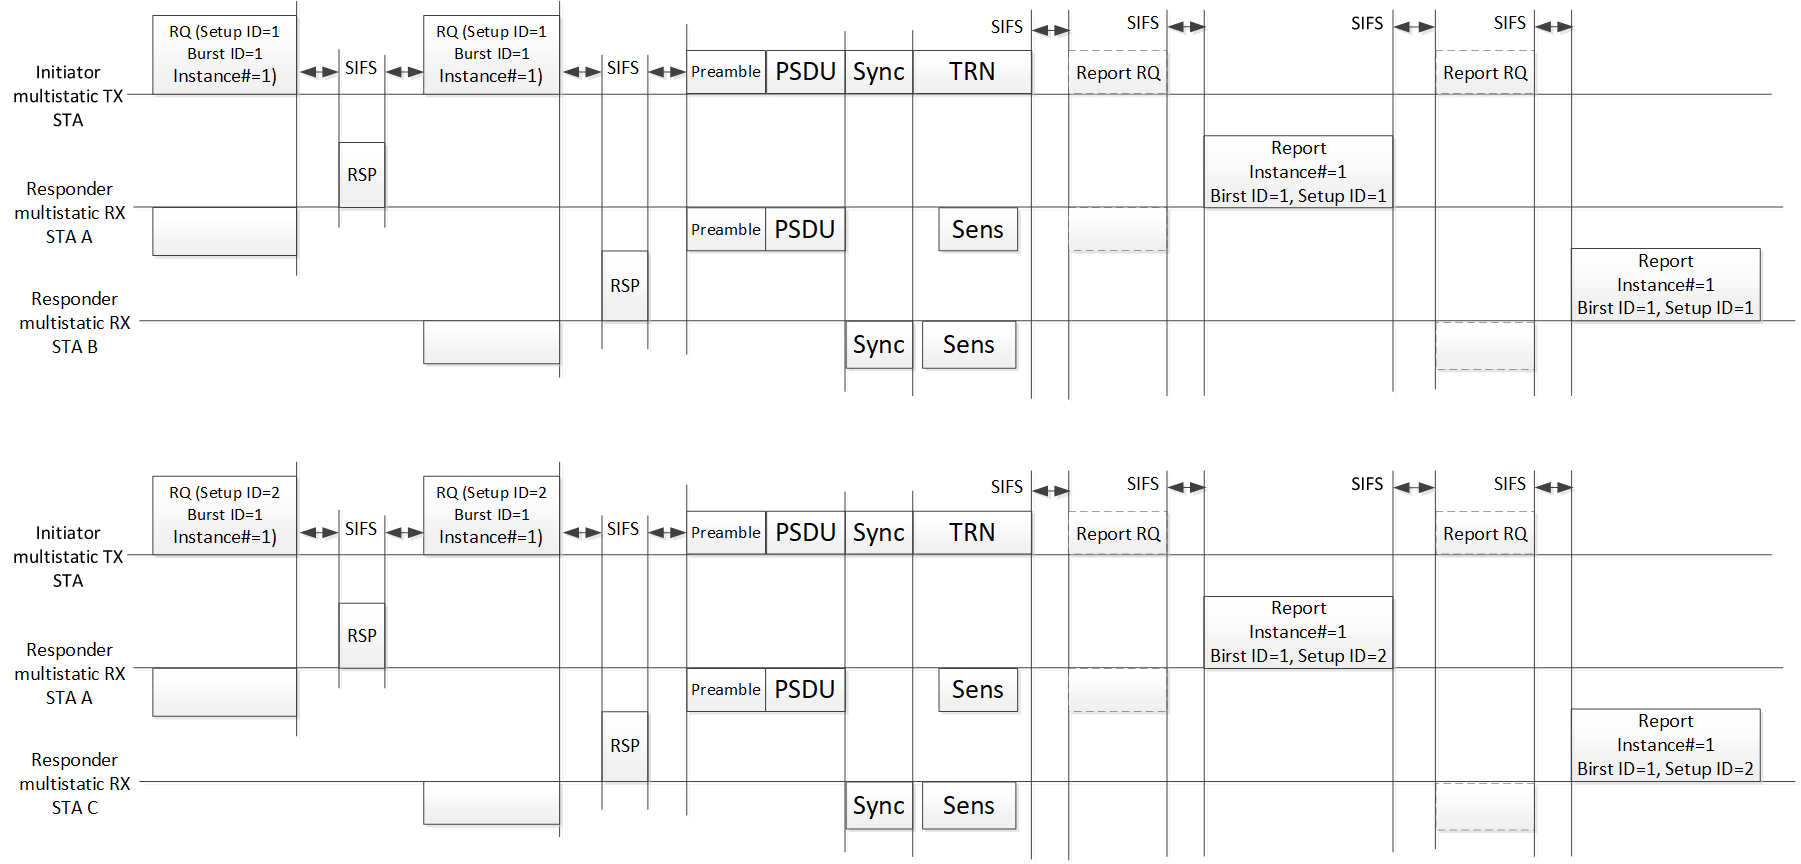 SIFS
SIFS
SIFS
SIFS
RQ (Setup ID=1
Burst ID=1
Instance#=1)
SIFS
RQ (Setup ID=1
Burst ID=1
Instance#=1)
SIFS
Initiator
multistatic TX
STA
Preamble
PSDU
Sync
TRN
Report RQ
Report RQ
RSP
Report
Instance#=1
Birst ID=1, Setup ID=1
Responder
multistatic RX
STA A
Preamble
PSDU
Sens
RSP
Report
Instance#=1
Birst ID=1, Setup ID=1
Responder
multistatic RX
STA B
Sync
Sens
SIFS
SIFS
SIFS
SIFS
RQ (Setup ID=2
Burst ID=1
Instance#=1)
SIFS
RQ (Setup ID=2
Burst ID=1
Instance#=1)
SIFS
Initiator
multistatic TX
STA
Preamble
PSDU
Sync
TRN
Report RQ
Report RQ
RSP
Report
Instance#=1
Birst ID=1, Setup ID=2
Responder
multistatic RX
STA A
Preamble
PSDU
Sens
RSP
Report
Instance#=1
Birst ID=1, Setup ID=2
Responder
multistatic RX
STA C
Sync
Sens